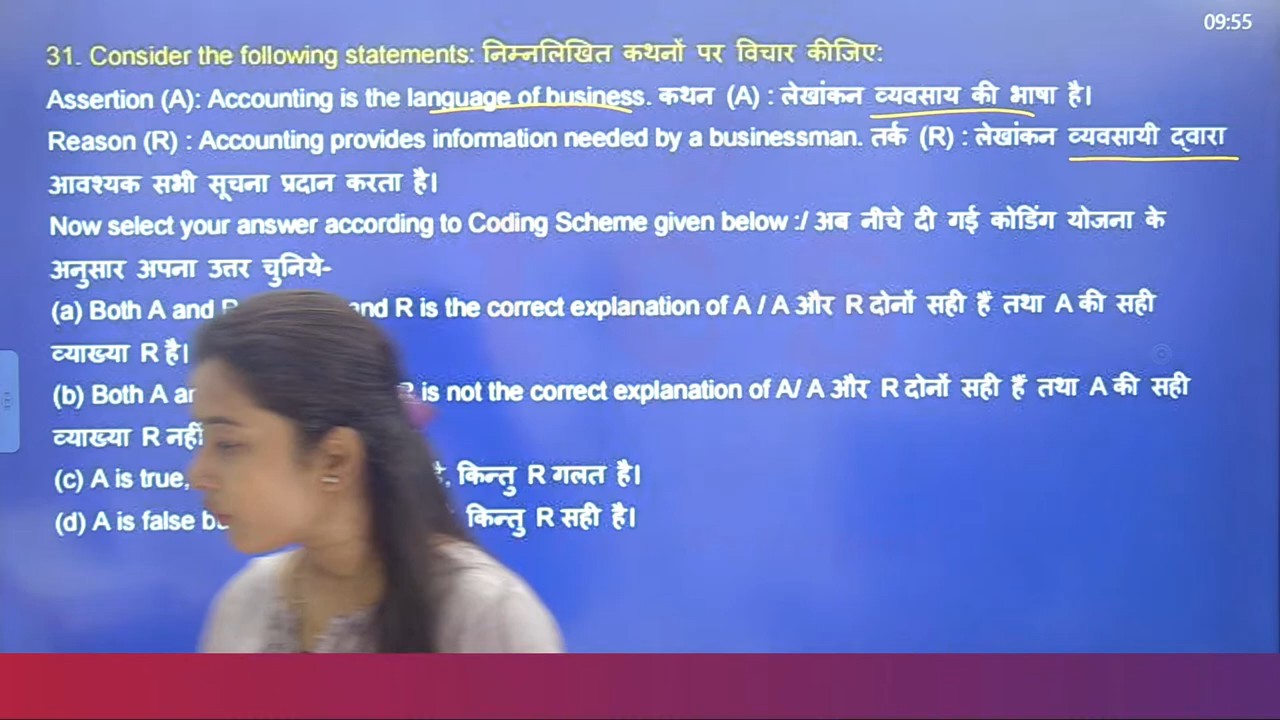 09:55
31. Consider the following statements: निम्नलिखित कथनों पर विचार कीजिए:
Assertion (A): Accounting is the language of business. कथन (A) : लेखांकन व्यवसाय की भाषा है।
Reason (R) : Accounting provides information needed by a businessman. तर्क (R) : लेखांकन व्यवसायी द्वारा
आवश्यक सभी सूचना प्रदान करता है।
Now select your answer according to Coding Scheme given below :/ अब नीचे दी गई कोडिंग योजना के
अनुसार अपना उत्तर चुनिये-
(a) Both A and and R is the correct explanation of A / A और R दोनों सही हैं तथा A की सही
व्याख्या R है।
(b) Both A R is not the correct explanation of A/ A और R दोनों सही हैं तथा A की सही
व्याख्या R नहीं
(c) A is true, किन्तु R गलत है।
(d) A is false किन्तु R सही है।